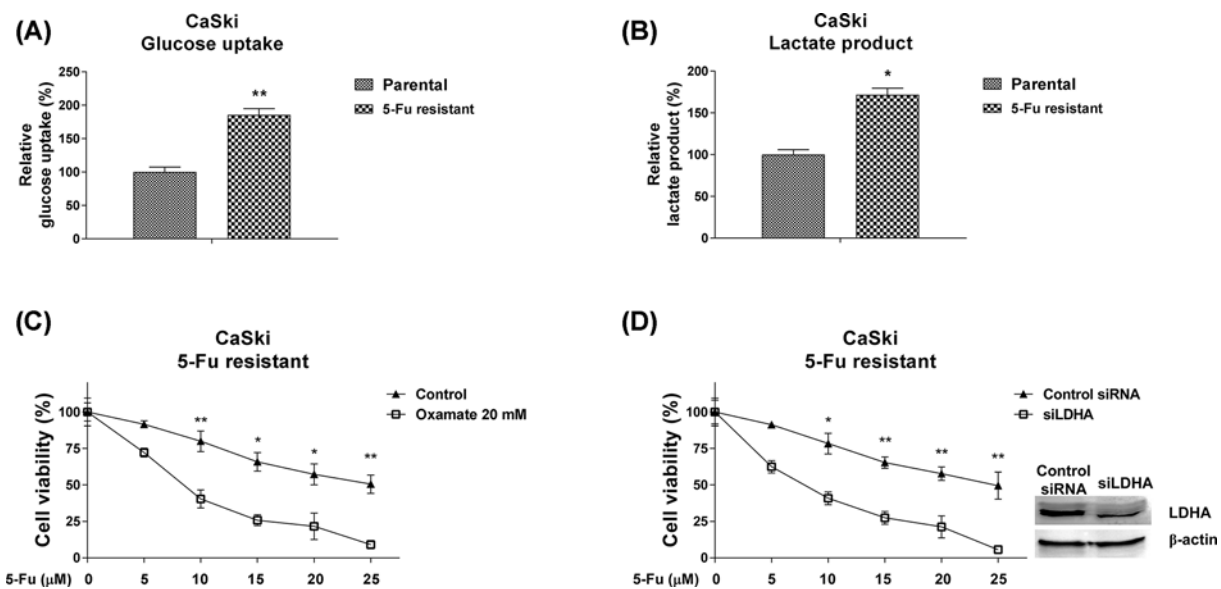 (A)
CaSki
Glucose uptake
Relative
glucose uptake (%)
250
200
150
100
50
0
**
Parental
5-Fu resistant
(B)
CaSki
Lactate product
Relative
lactate product (%)
200
150
100
50
0
*
Parental
5-Fu resistant
(C)
CaSki
5-Fu resistant
Cell viability (%)
100
75
50
25
0
** * * **
Control
Oxamate 20 mM
5-Fu (μM) 0 5 10 15 20 25
(D)
CaSki
5-Fu resistant
Cell viability (%)
100
75
50
25
0
* ** ** **
Control siRNA
siLDHA
5-Fu (μM) 0 5 10 15 20 25
Control
siRNA
siLDHA
LDHA
β-actin